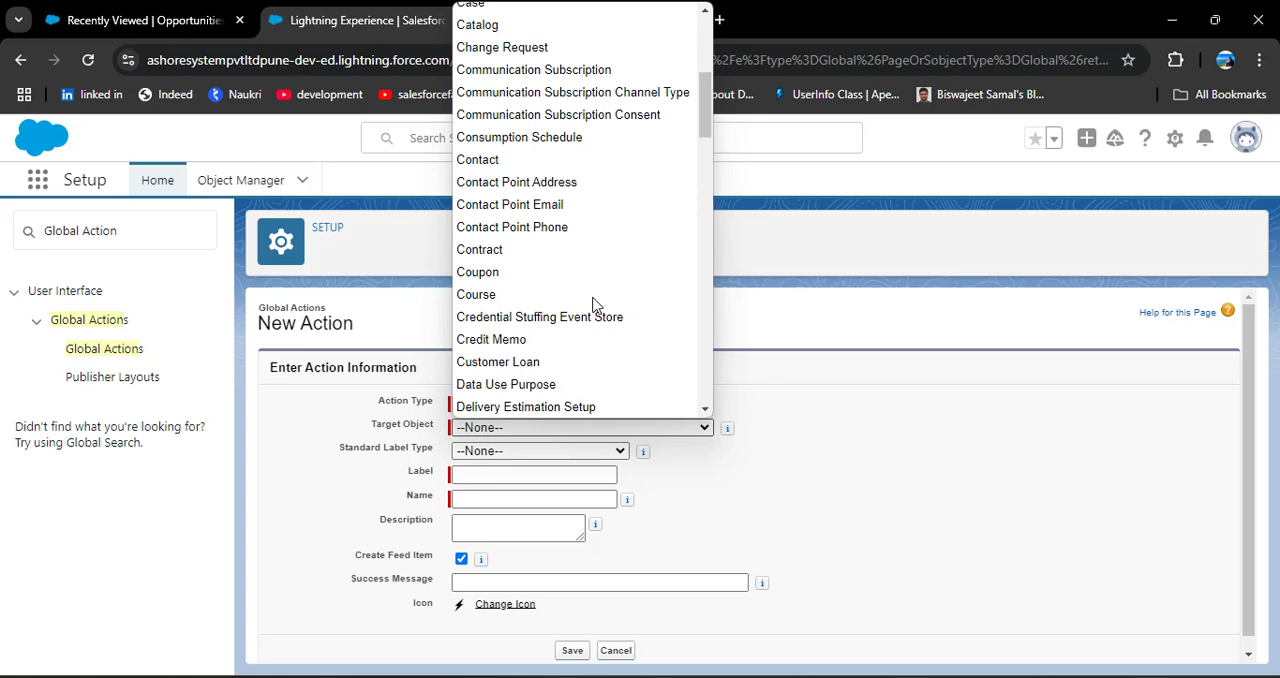 Recently Viewed | Opportunities
Lightning Experience | Salesforc
ashoresystempvtltdpune-dev-ed.lightning.force.com/
2Fe%3Ftype%3DGlobal%26PageOrSobjectType%3DGlobal%26ret...
linked in
Indeed
Naukri
development
salesforce
out D...
UserInfo Class | Ape...
Biswajeet Samal's Bl...
All Bookmarks
Search S
Setup
Home
Object Manager
Global Action
User Interface
Global Actions
Global Actions
Publisher Layouts
Didn't find what you're looking for?
Try using Global Search.
SETUP
Case
Catalog
Change Request
Communication Subscription
Communication Subscription Channel Type
Communication Subscription Consent
Consumption Schedule
Contact
Contact Point Address
Contact Point Email
Contact Point Phone
Contract
Coupon
Course
Credential Stuffing Event Store
Credit Memo
Customer Loan
Data Use Purpose
Delivery Estimation Setup
Global Actions
New Action
Help for this Page
Enter Action Information
Action Type
Target Object --None--
Standard Label Type --None--
Label
Name
Description
Create Feed Item
Success Message
Icon Change Icon
Save Cancel